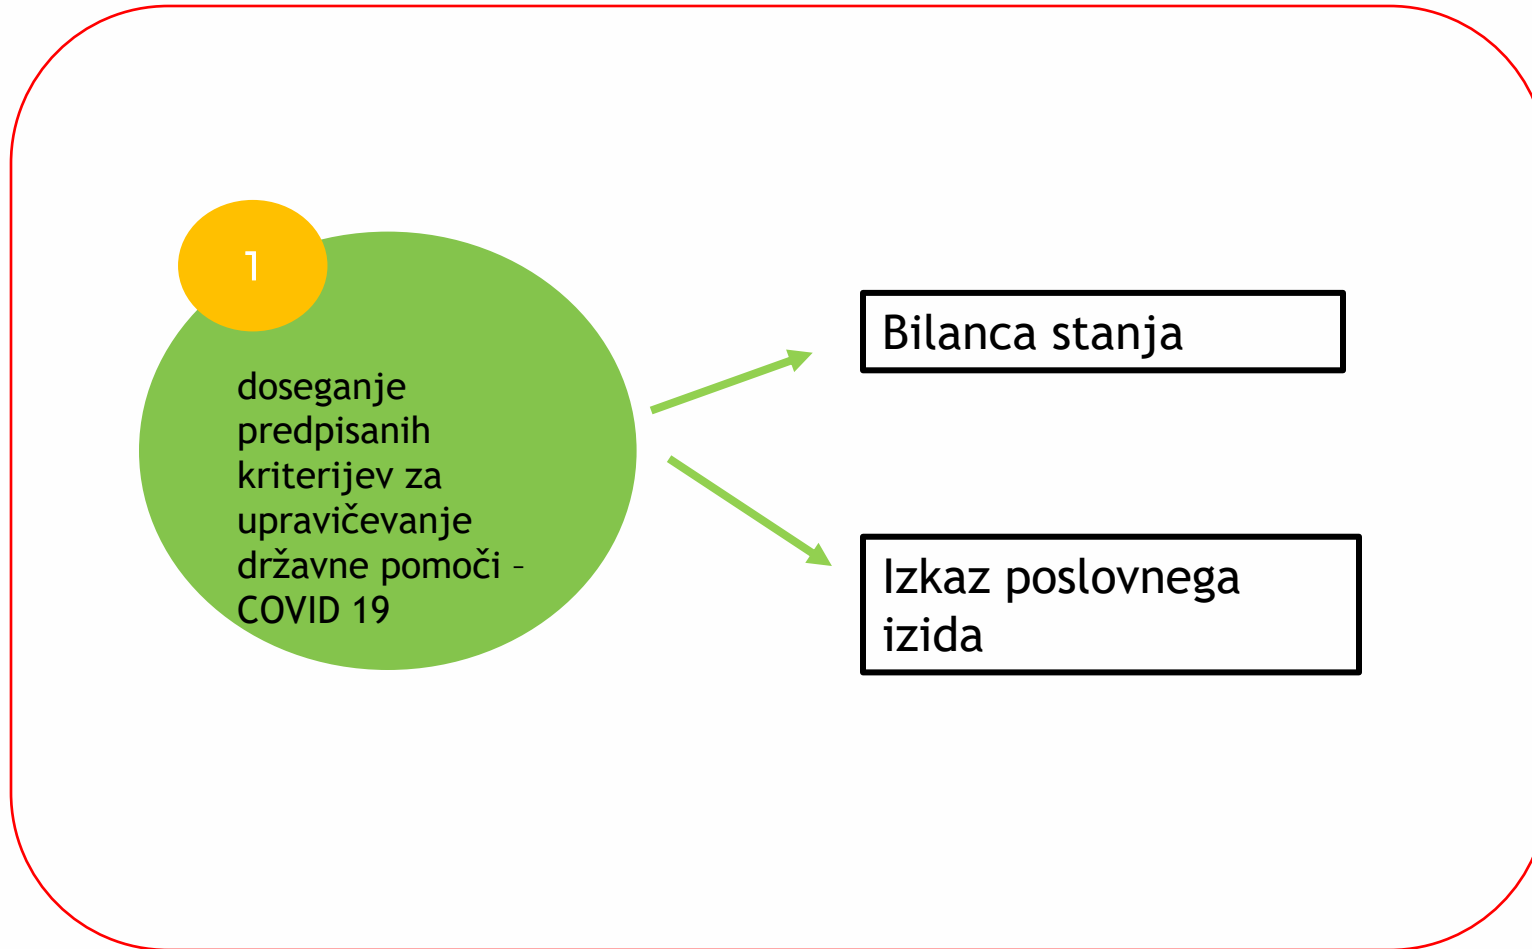 1
doseganje
predpisanih
kriterijev za
upravičevanje
državne pomoči –
COVID 19
Bilanca stanja
Izkaz poslovnega
izida